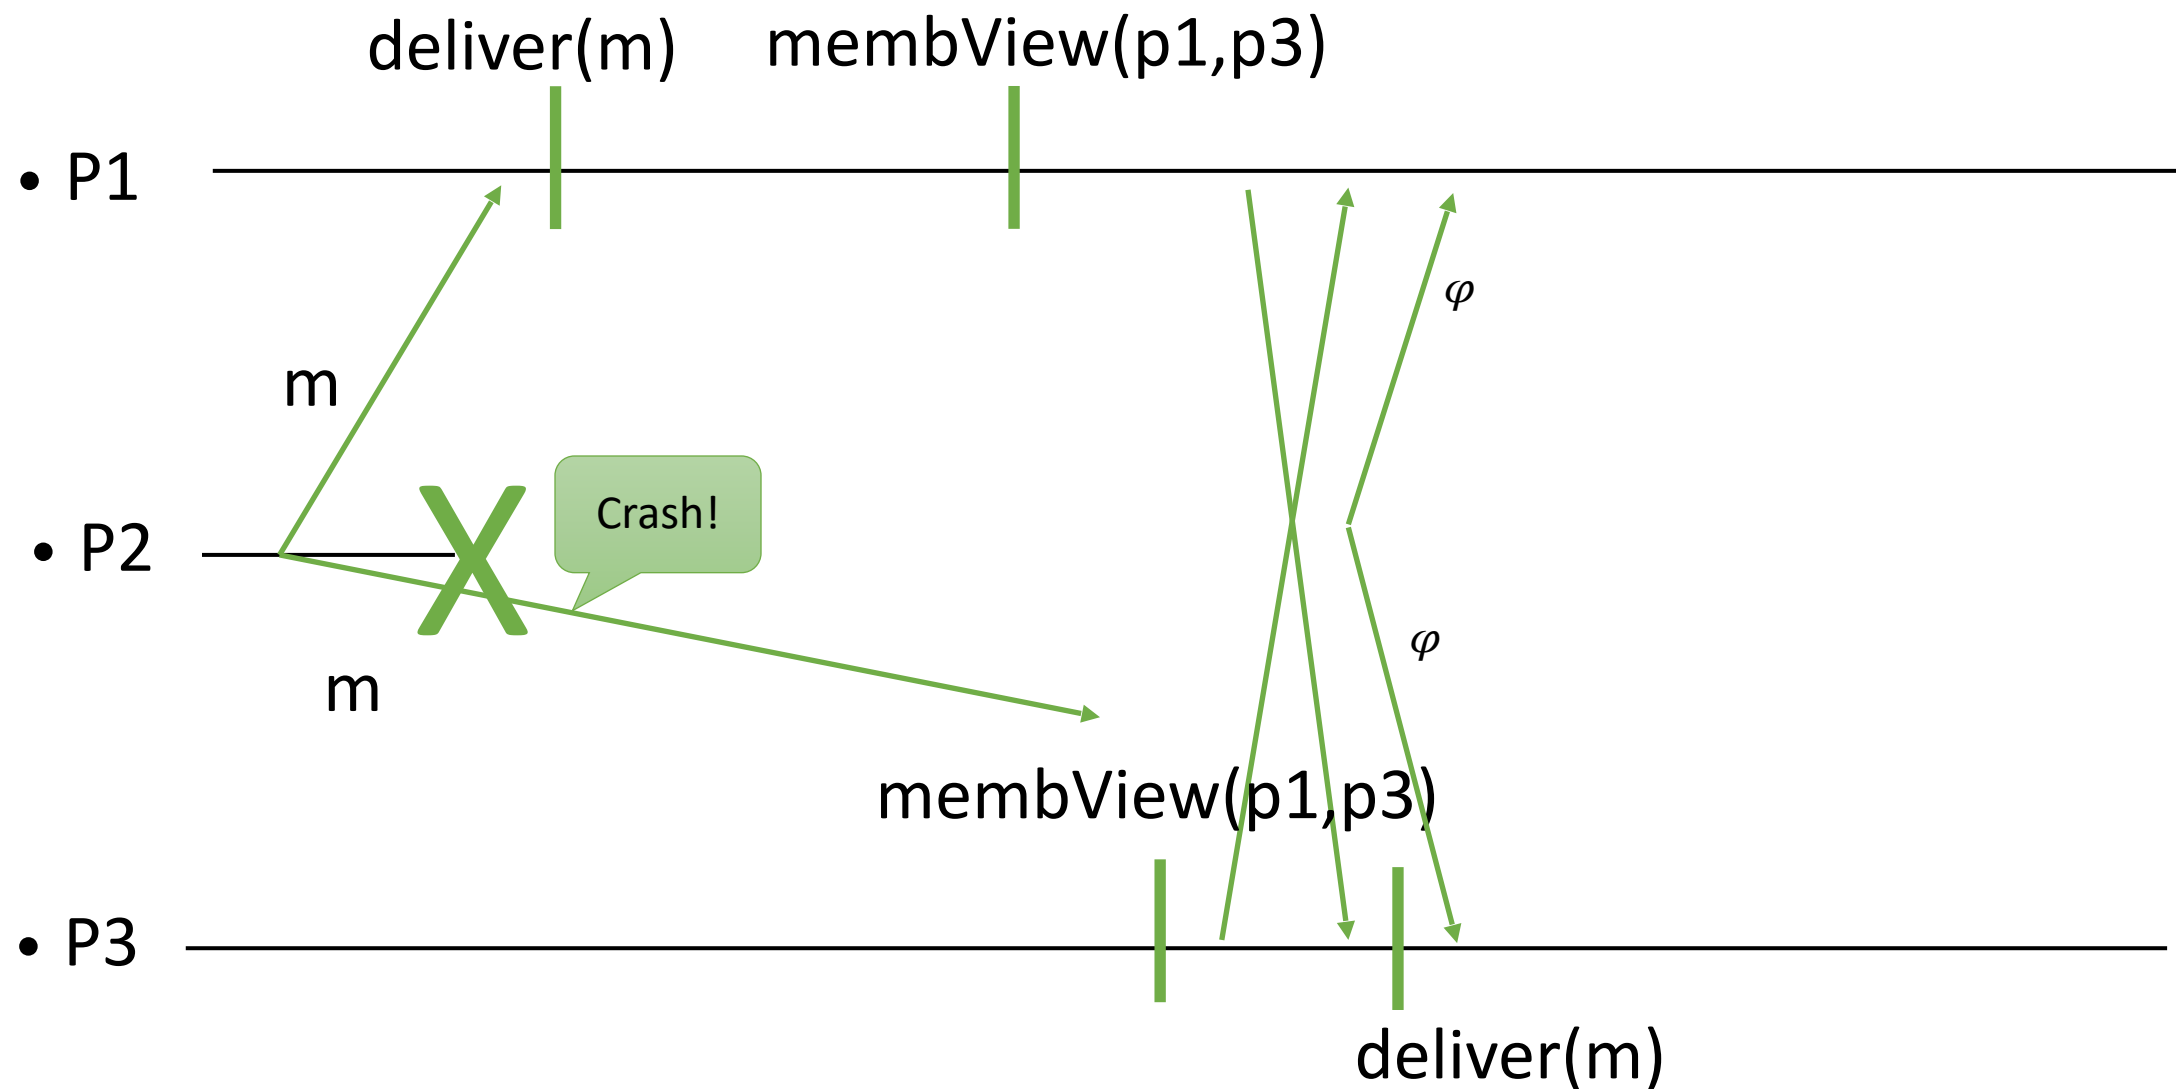 deliver(m)
membView(p1,p3)
• P1
φ
m
Crash!
• P2
φ
m
membView(p1,p3)
• P3
deliver(m)